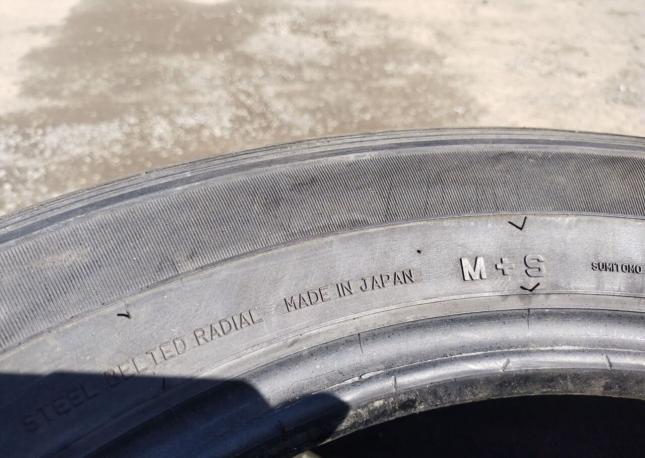 STEEL BELTED RADIAL MADE IN JAPAN M+S SUMITOMO